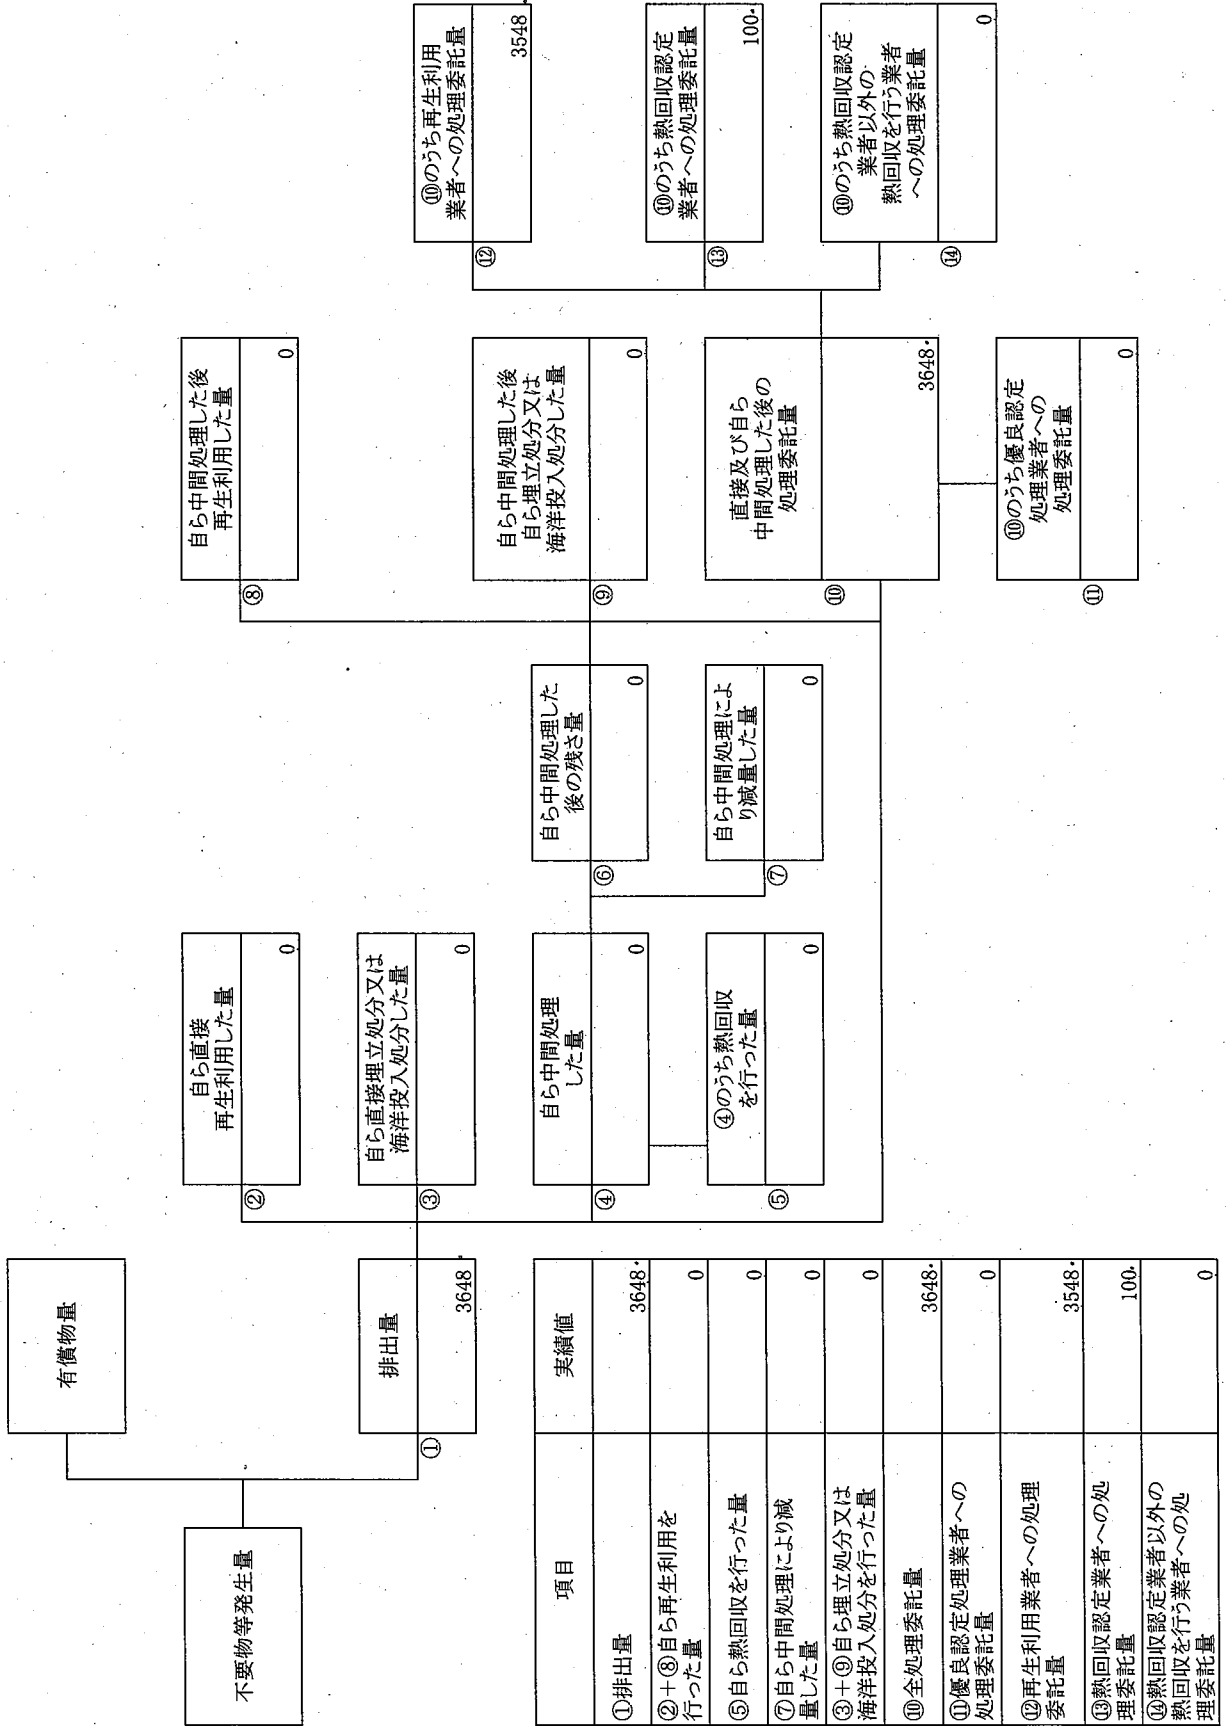 不要物等発生量
有償物量
排出量
①
3648
自ら直接
再生利用した量
②
0
自ら直接埋立処分又は
海洋投入処分した量
③
0
自ら中間処理
した量
④
0
④のうち熱回収
を行った量
⑤
0
自ら中間処理した
後の残さ量
⑥
0
自ら中間処理によ
り減量した量
⑦
0
自ら中間処理した後
再生利用した量
⑧
0
自ら中間処理した後
自ら埋立処分又は
海洋投入処分した量
⑨
0
直接及び自ら
中間処理した後の
処理委託量
⑩
3648
⑩のうち優良認定
処理業者への
処理委託量
⑪
0
⑩のうち再生利用
業者への処理委託量
⑫
3548
⑩のうち熱回収認定
業者への処理委託量
⑬
100
⑩のうち熱回収認定
業者以外の
熱回収を行う業者
への処理委託量
⑭
0
項目 実績値
①排出量 3648
②+⑧自ら再生利用を
行った量 0
⑤自ら熱回収を行った量 0
⑦自ら中間処理により減
量した量 0
③+⑨自ら埋立処分又は
海洋投入処分を行った量 0
⑩全処理委託量 3648
⑪優良認定処理業者への
処理委託量 0
⑫再生利用業者への処理
委託量 3548
⑬熱回収認定業者への処
理委託量 100
⑭熱回収認定業者以外の
熱回収を行う業者への処
理委託量 0